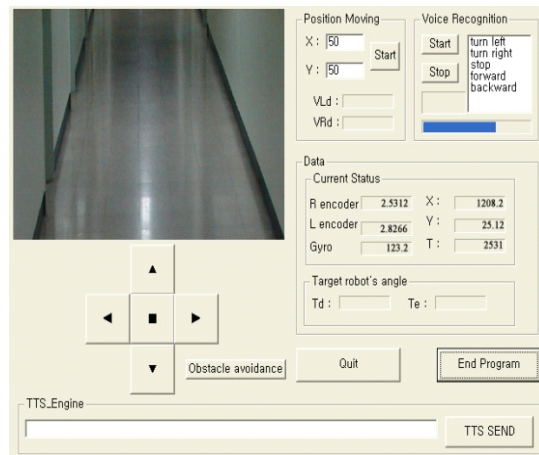 Position Moving
X : 50
Y : 50
Start
VLd :
VRd :
Voice Recognition
Start
Stop
turn left
turn right
stop
forward
backward
Data
Current Status
R encoder 2.5312 X : 1208.2
L encoder 2.8266 Y : 25.12
Gyro 123.2 T : 2531
Target robot's angle
Td : Te :
Obstacle avoidance
Quit
End Program
TTS_Engine
TTS SEND